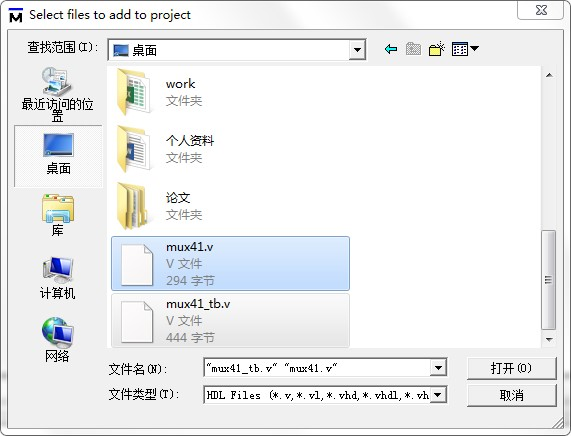 Select files to add to project
查找范围(I):
桌面
work
文件夹
最近访问的位
置
个人资料
文件夹
桌面
论文
文件夹
库
mux41.v
V 文件
294 字节
计算机
mux41_tb.v
V 文件
444 字节
网络
文件名(N):
"mux41_tb.v" "mux41.v"
打开(O)
文件类型(T):
HDL Files (*.v,*.vl,*.vhd,*.vhdl,*.vh
取消